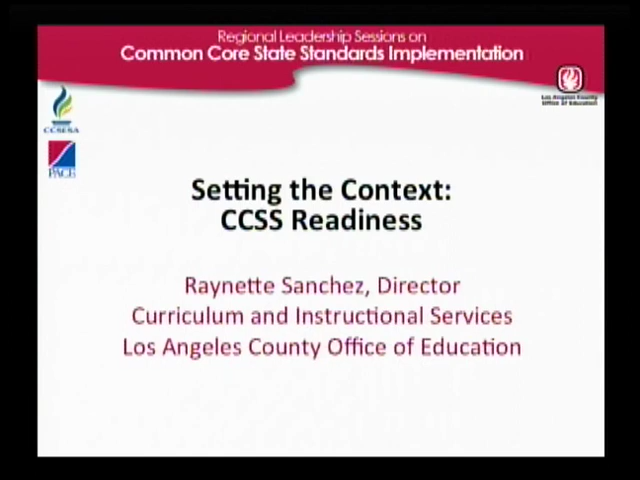 Regional Leadership Sessions on
Common Core State Standards Implementation
Los Angeles County
Office of Education
CCSESA
PACE
Setting the Context:
CCSS Readiness
Raynette Sanchez, Director
Curriculum and Instructional Services
Los Angeles County Office of Education